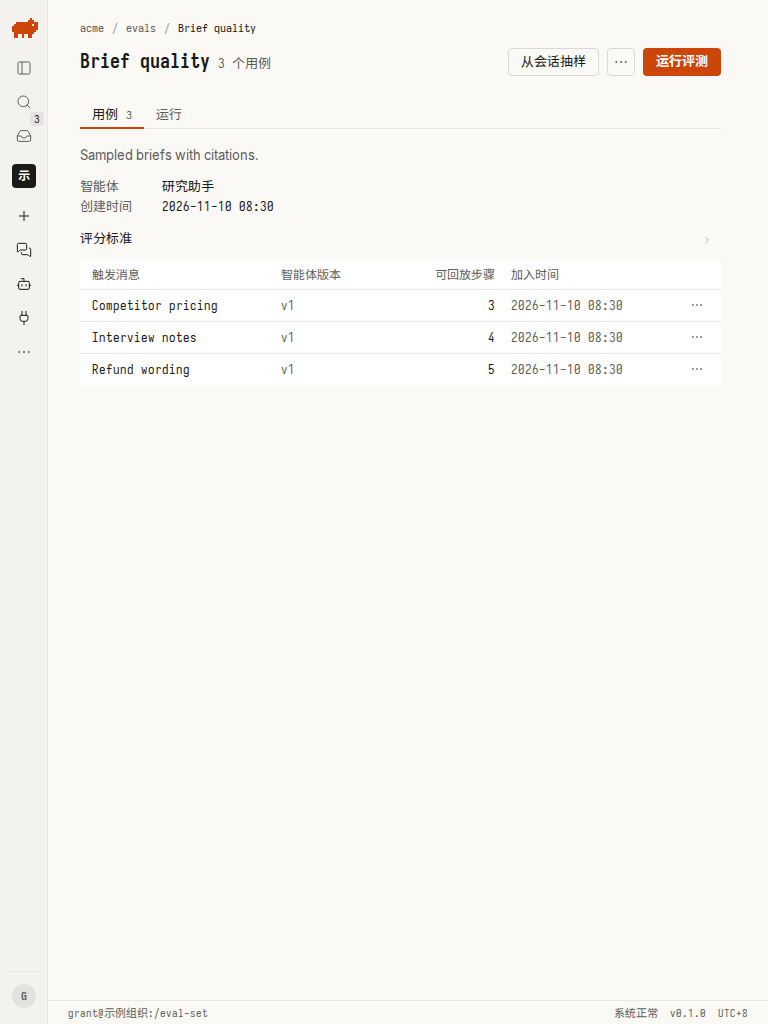 acme / evals / Brief quality
Brief quality 3 个用例
从会话抽样
···
运行评测
3
示
用例 3
运行
Sampled briefs with citations.
智能体 研究助手
创建时间 2026-11-10 08:30
评分标准
触发消息 智能体版本 可回放步骤 加入时间
Competitor pricing v1 3 2026-11-10 08:30 ···
Interview notes v1 4 2026-11-10 08:30 ···
Refund wording v1 5 2026-11-10 08:30 ···
G
grant@示例组织:/eval-set
系统正常 v0.1.0 UTC+8